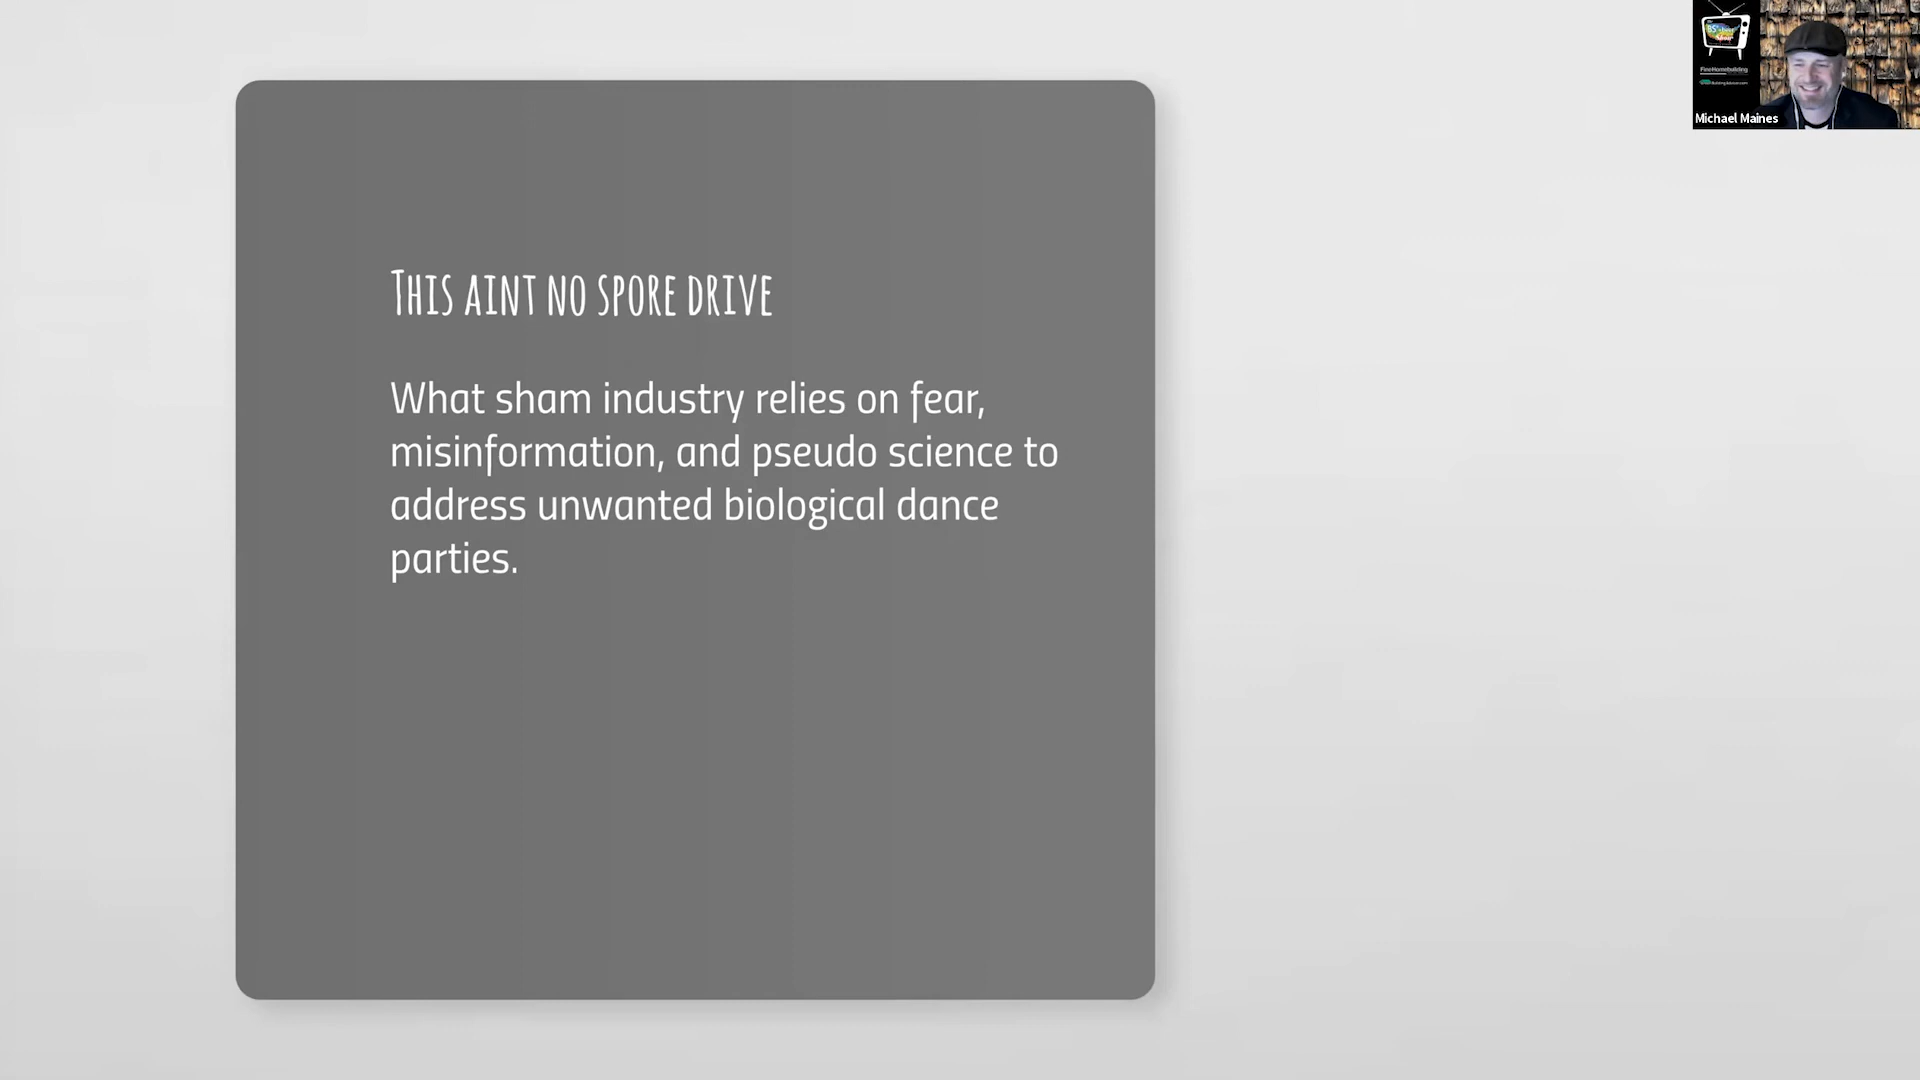 This aint no spore drive
What sham industry relies on fear,
misinformation, and pseudo science to
address unwanted biological dance
parties.
FineHomebuilding
Michael Maines